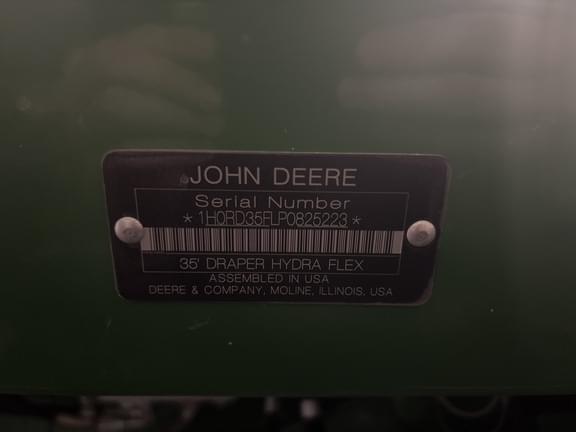 JOHN DEERE
Serial Number
*1H0RD35FLP0825223*
35' DRAPER HYDRA FLEX
ASSEMBLED IN USA
DEERE & COMPANY, MOLINE, ILLINOIS, USA